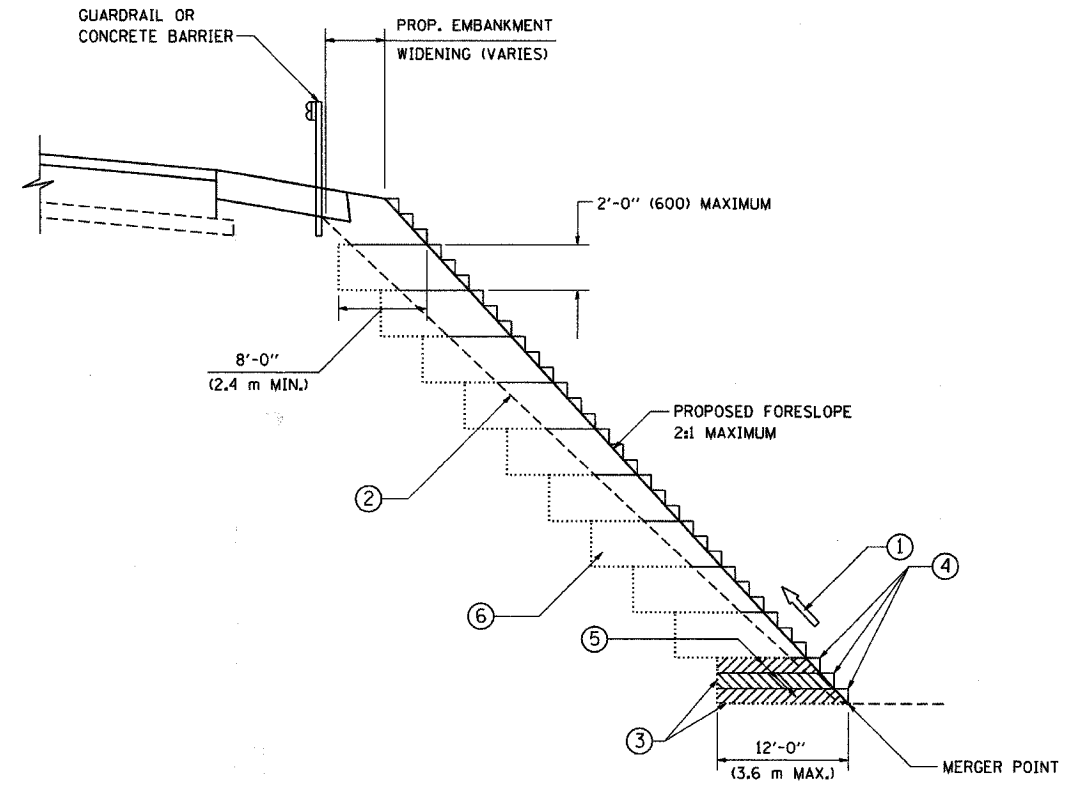 GUARDRAIL OR
CONCRETE BARRIER
PROP. EMBANKMENT
WIDENING (VARIES)
2'-0" (600) MAXIMUM
8'-0"
(2.4 m MIN.)
PROPOSED FORESLOPE
2:1 MAXIMUM
2
1
4
6
5
3
12'-0"
(3.6 m MAX.)
MERGER POINT